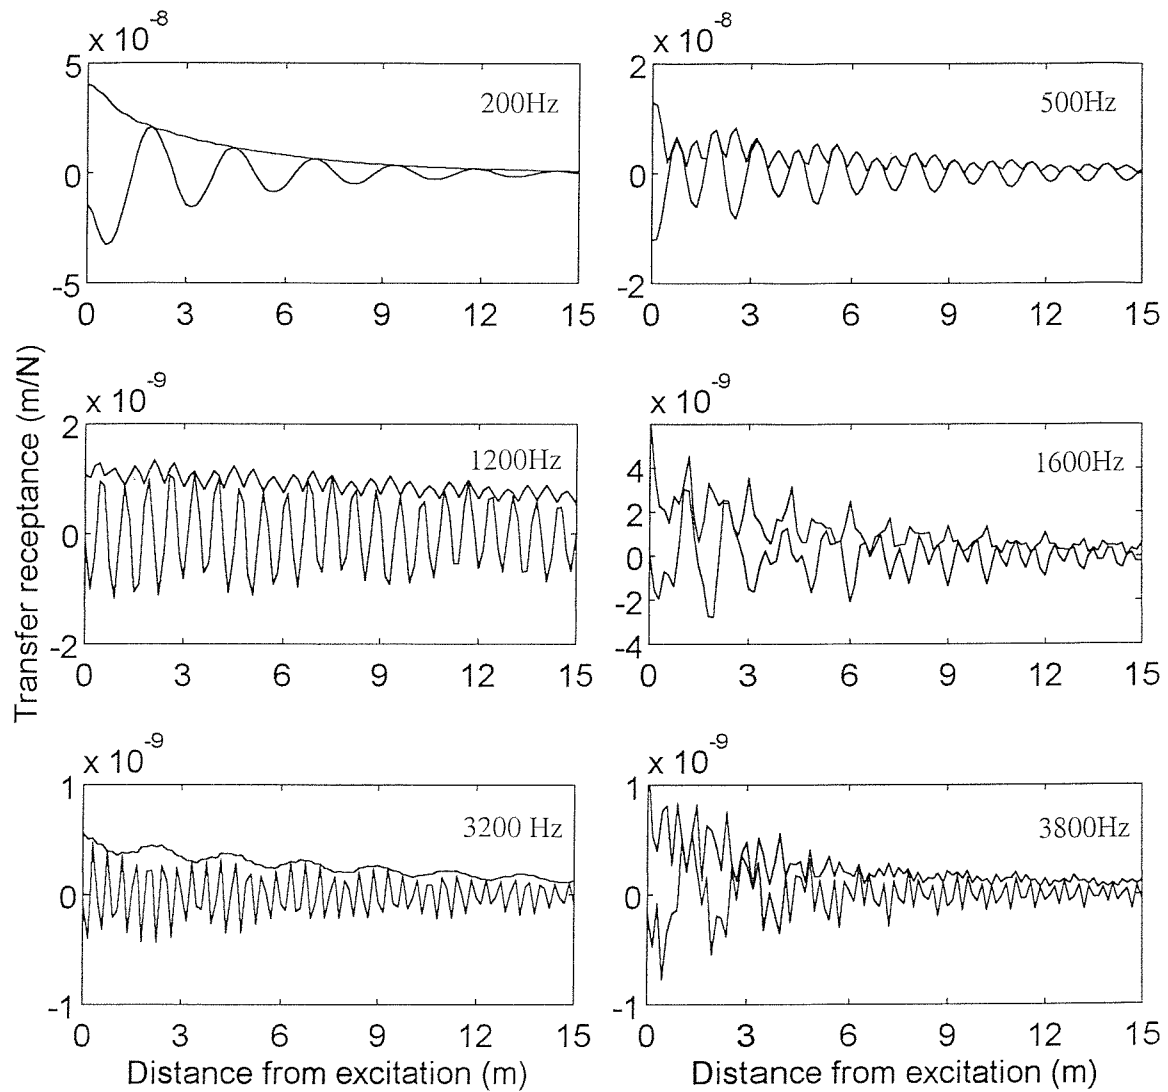 x 10-8
5
0
-5
200Hz
0 3 6 9 12 15
x 10-8
2
0
-2
500Hz
0 3 6 9 12 15
Transfer receptance (m/N)
x 10-9
2
0
-2
1200Hz
0 3 6 9 12 15
x 10-9
4
2
0
-2
-4
1600Hz
0 3 6 9 12 15
x 10-9
1
0
-1
3200 Hz
0 3 6 9 12 15
Distance from excitation (m)
x 10-9
1
0
-1
3800Hz
0 3 6 9 12 15
Distance from excitation (m)